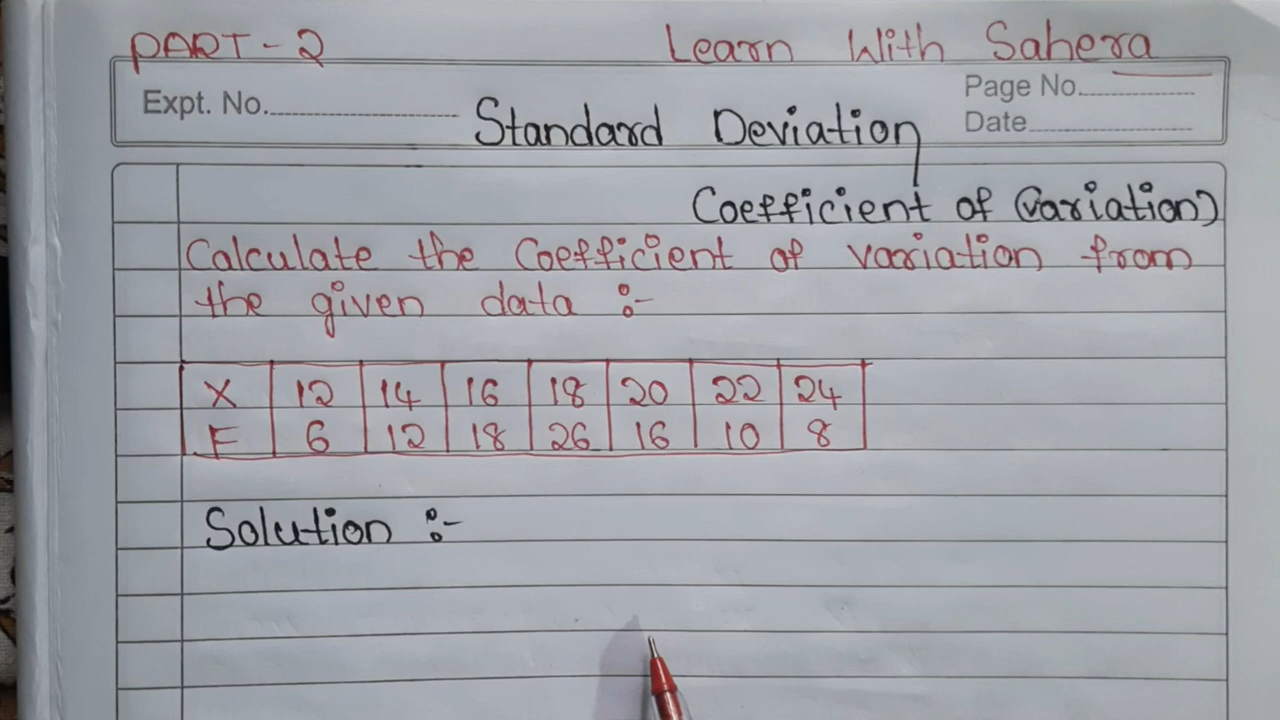 PART-2 Learn With Sahera
Expt. No. Page No.
Standard Deviation
Date
Coefficient of (variation)
Calculate the Coefficient of variation from
the given data :-
X 12 14 16 18 20 22 24
F 6 12 18 26 16 10 8
Solution :-